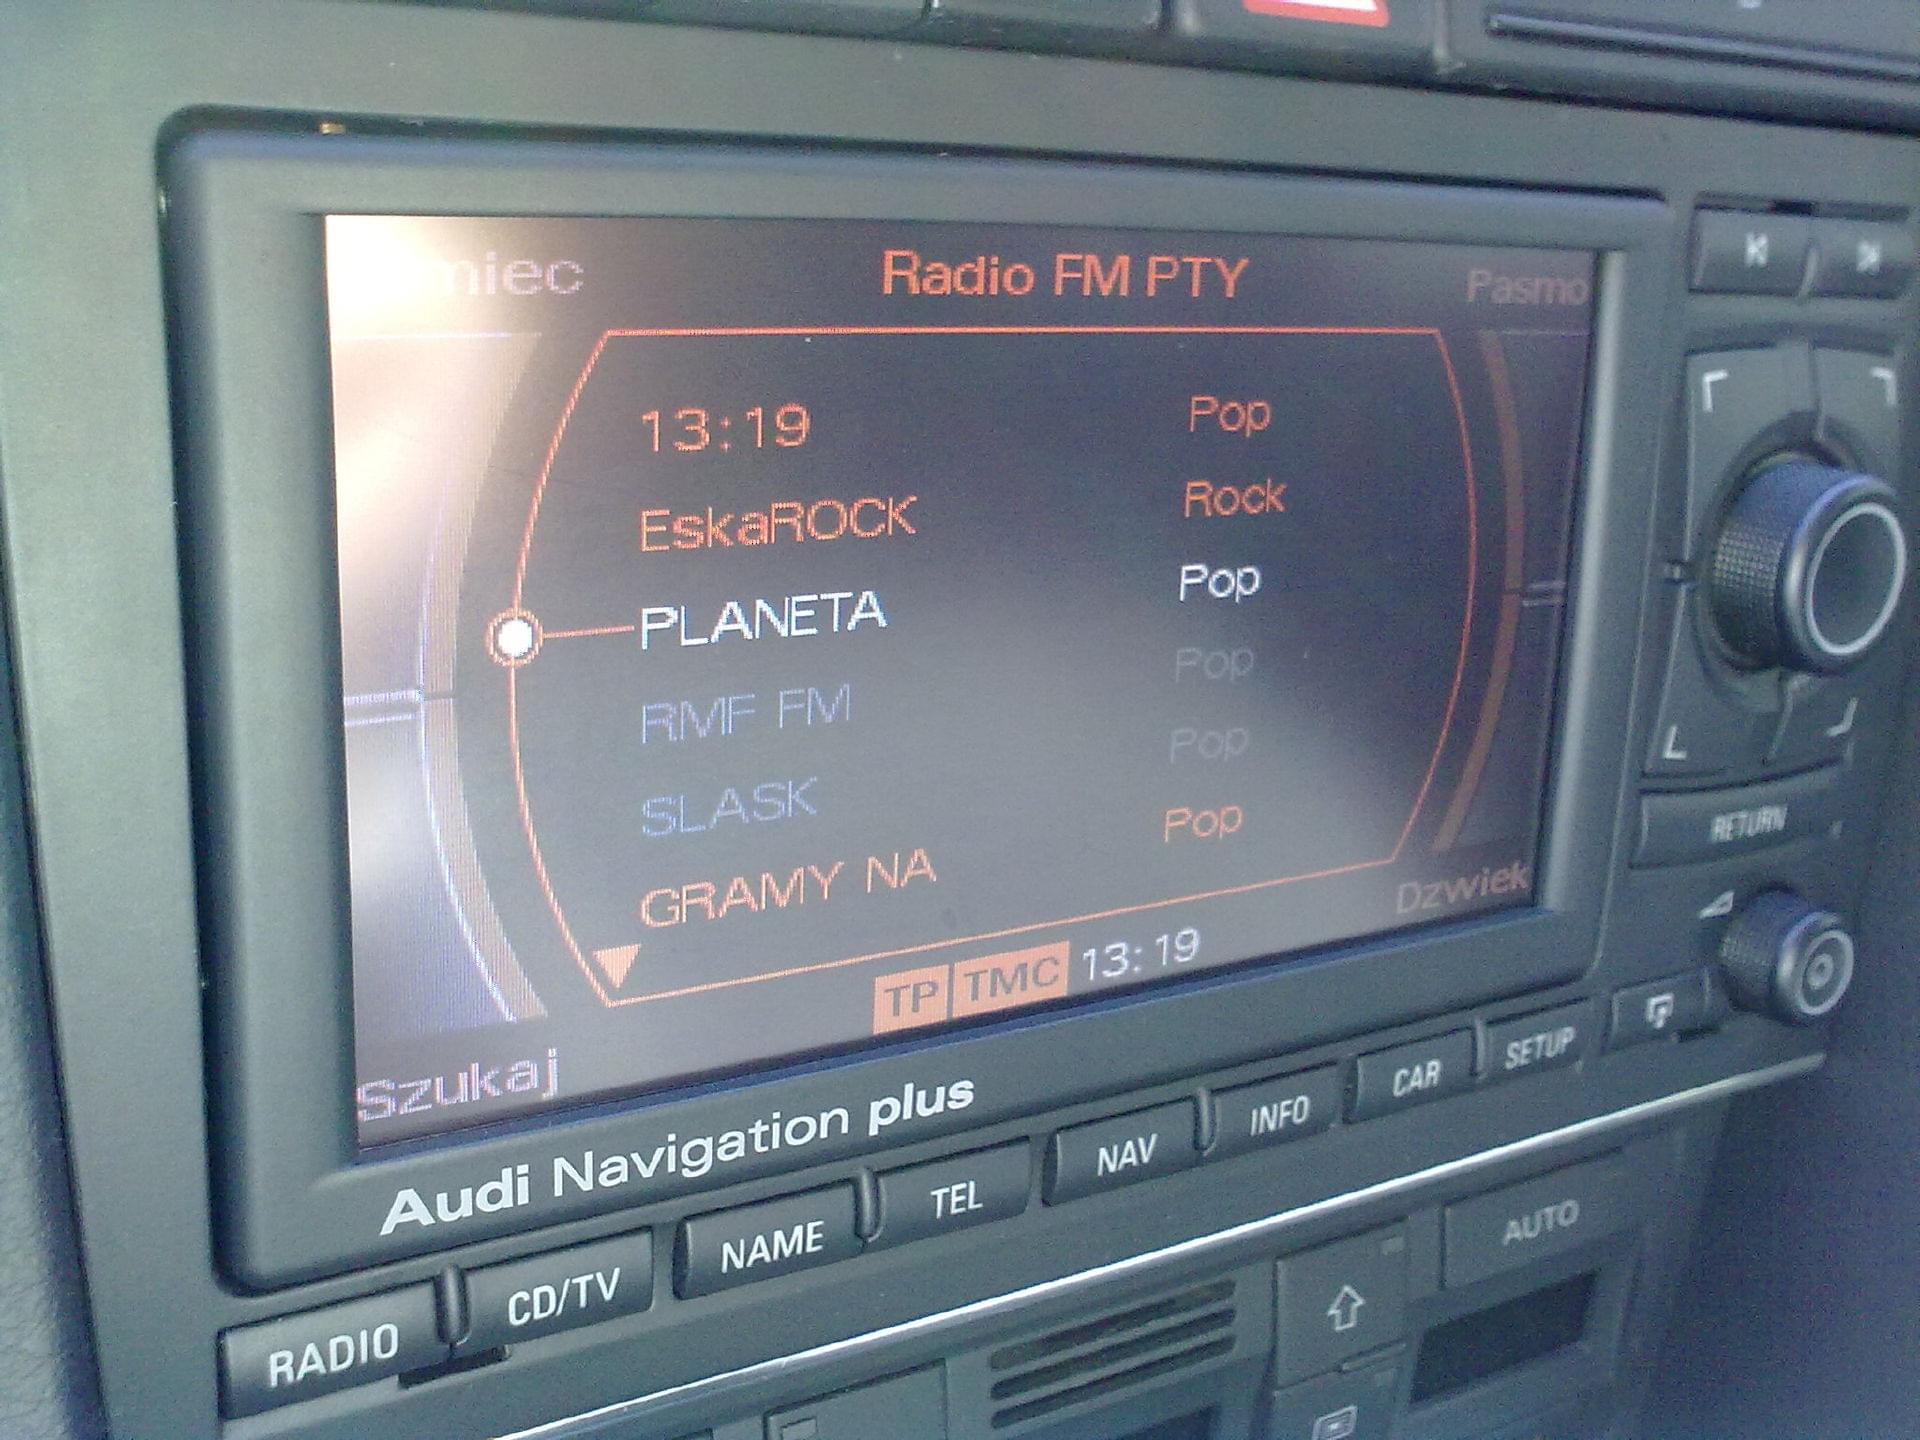 Radio FM PTY
Pasmo
13:19 Pop
EskaROCK Rock
PLANETA Pop
RMF FM Pop
SLASK Pop
GRAMY NA Pop
Dzwiek
TP TMC 13:19
Szukaj
Audi Navigation plus
RADIO CD/TV NAME TEL NAV INFO CAR SETUP
RETURN
AUTO